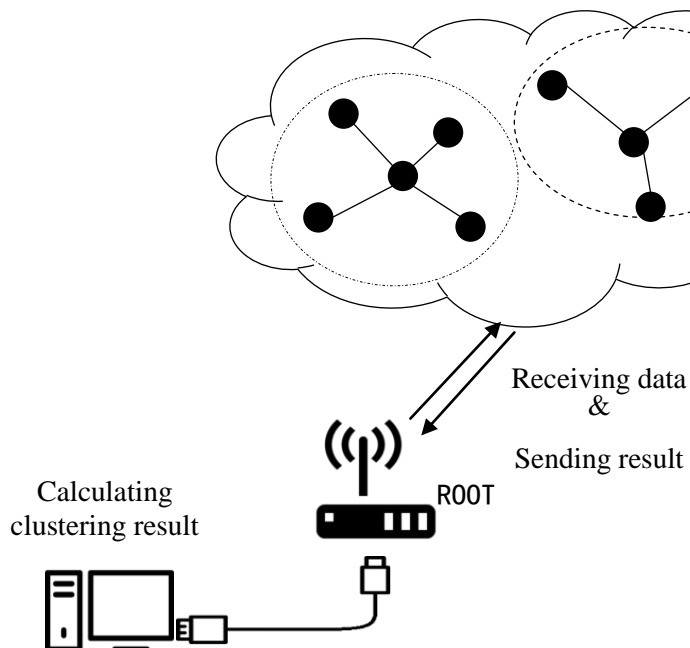 Receiving data
&
Sending result
ROOT
Calculating
clustering result